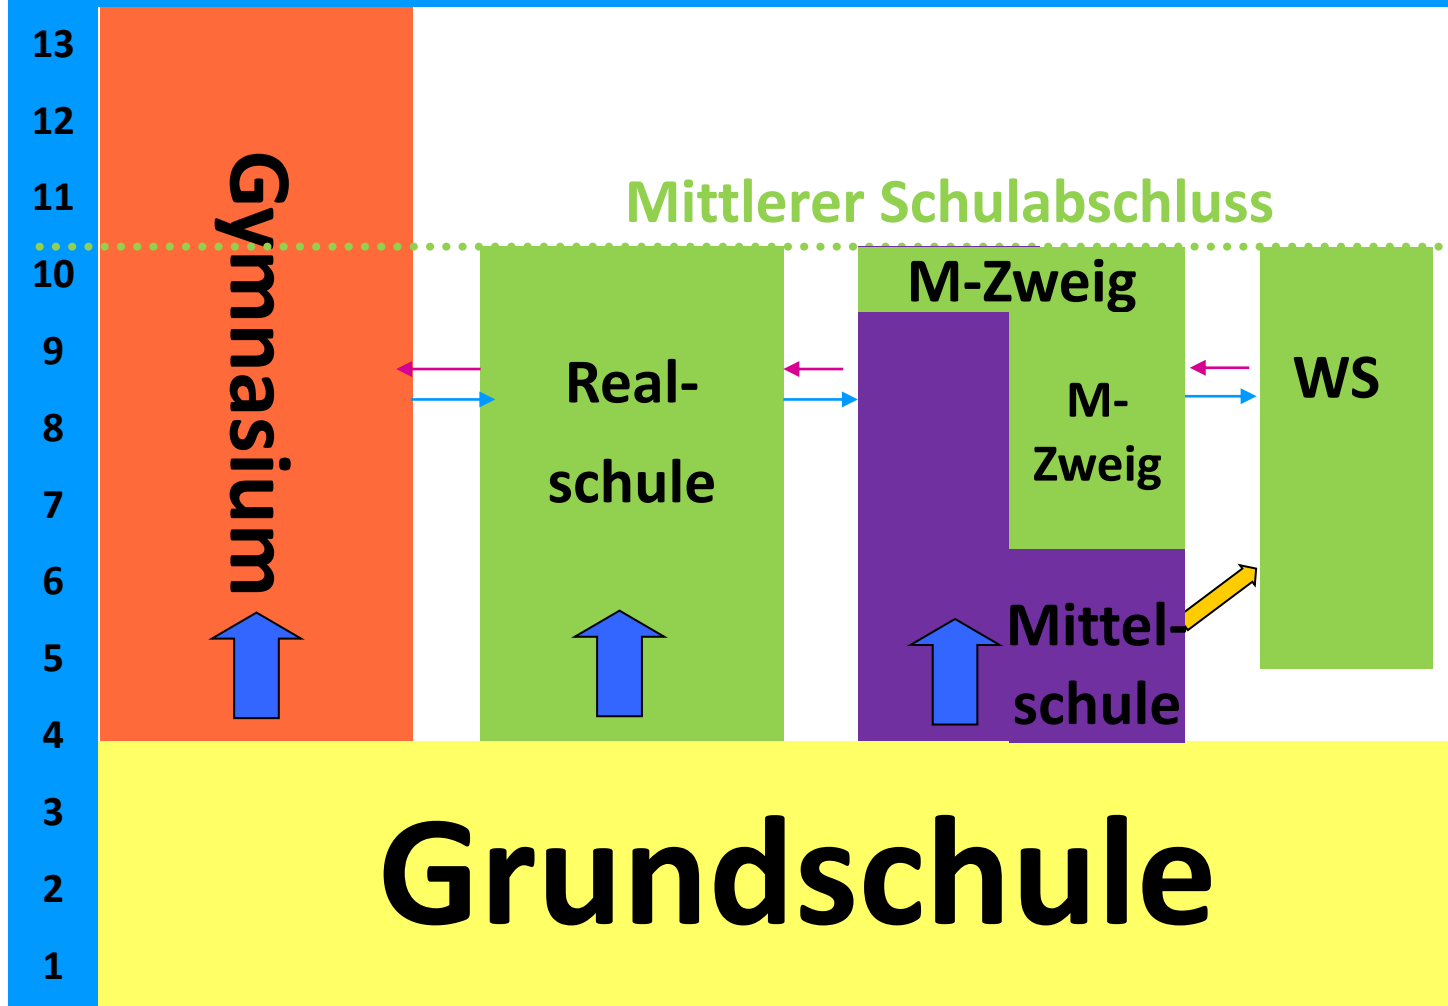 13
12
11
10
9
8
7
6
5
4
3
2
1
Gymnasium
Mittlerer Schulabschluss
Real-
schule
M-Zweig
M-
Zweig
Mittel-
schule
WS
Grundschule